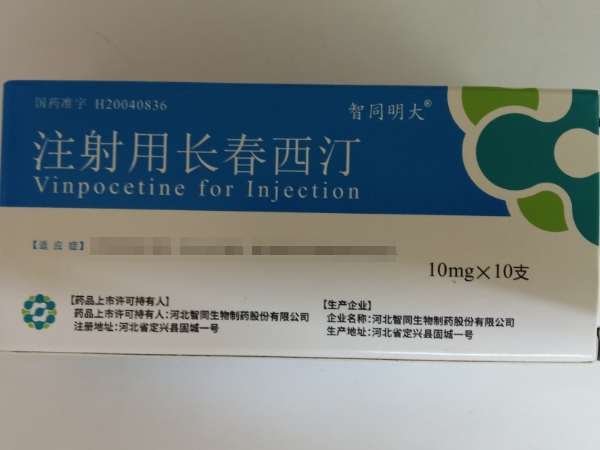 国药准字 H20040836
智同明大®
注射用长春西汀
Vinpocetine for Injection
【适应症】
10mg×10支
【药品上市许可持有人】
药品上市许可持有人:河北智同生物制药股份有限公司
注册地址:河北省定兴县固城一号
【生产企业】
企业名称:河北智同生物制药股份有限公司
生产地址:河北省定兴县固城一号